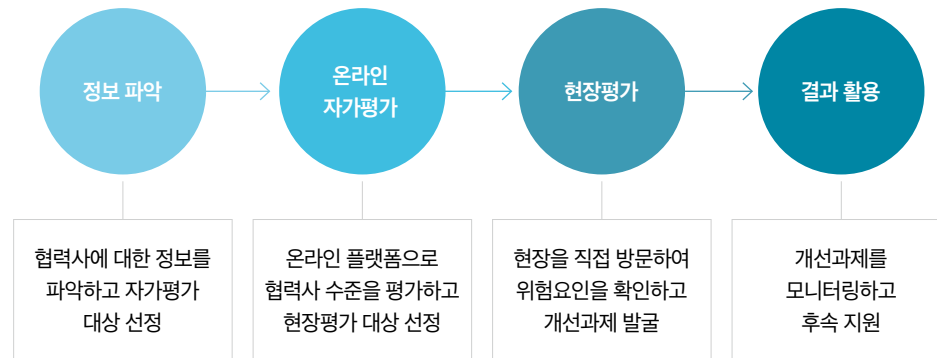 정보 파악
온라인
자가평가
현장평가
결과 활용
협력사에 대한 정보를
파악하고 자가평가
대상 선정
온라인 플랫폼으로
협력사 수준을 평가하고
현장평가 대상 선정
현장을 직접 방문하여
위험요인을 확인하고
개선과제 발굴
개선과제를
모니터링하고
후속 지원